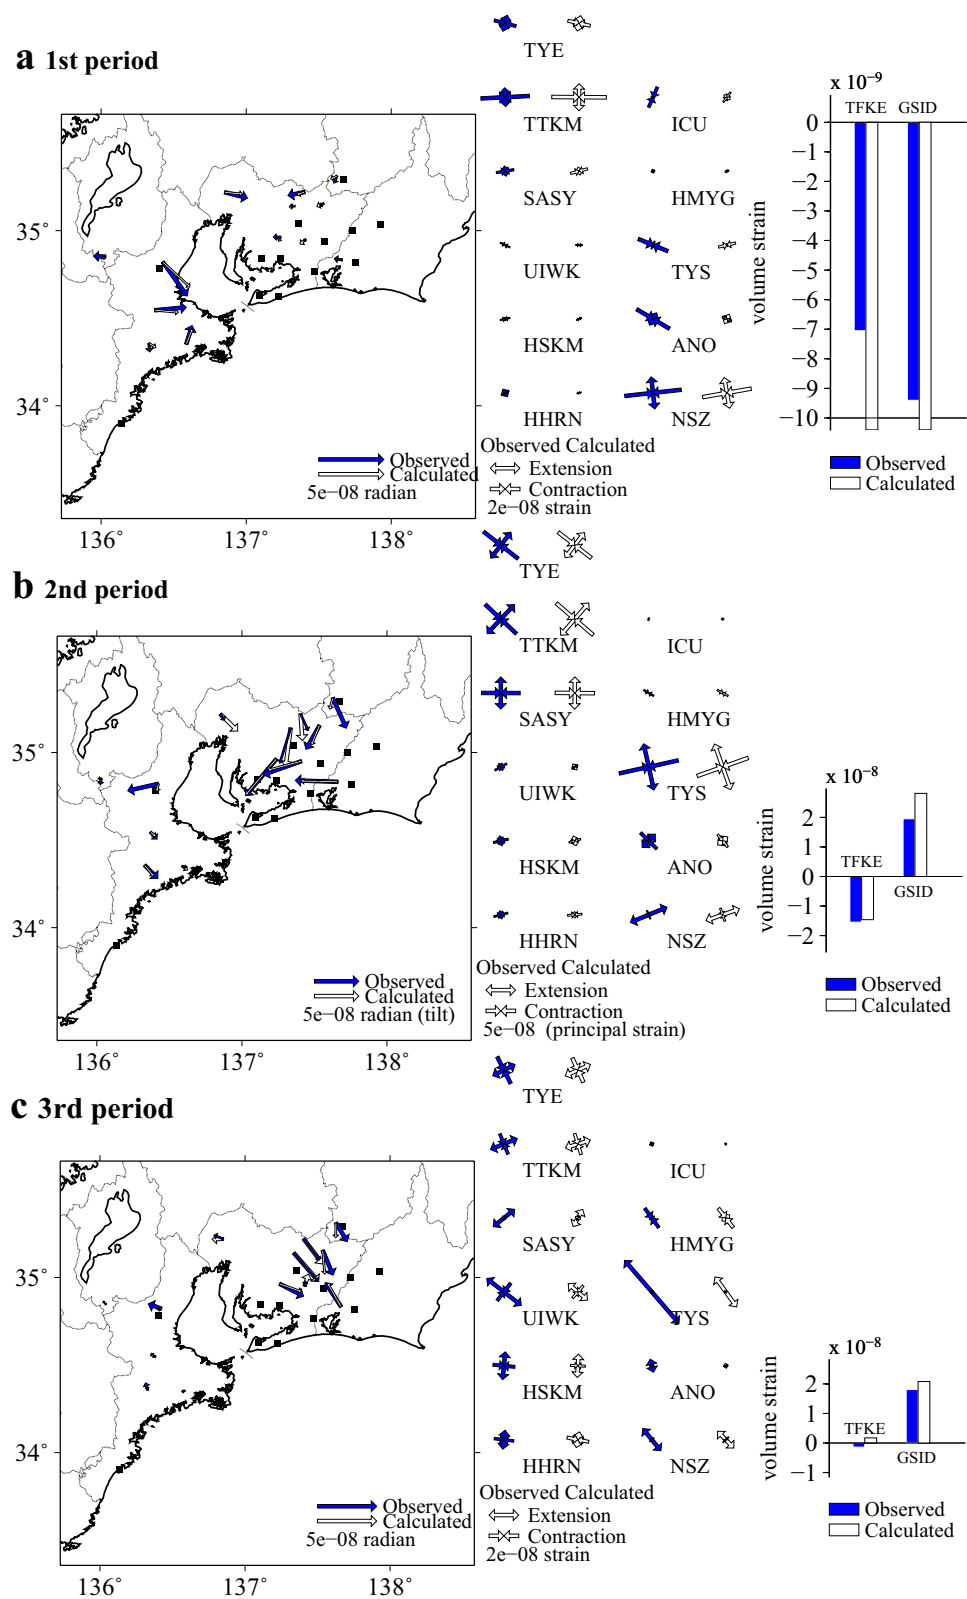 a 1st period
TYE
TTKM ICU
SASY HMYG
UIWK TYS
HSKM ANO
HHRN NSZ
35°
34°
136° 137° 138°
Observed
Calculated
5e−08 radian
Observed Calculated
Extension
Contraction
2e−08 strain
x 10−9
TFKE GSID
0
−1
−2
−3
−4
−5
−6
−7
−8
−9
−10
volume strain
Observed
Calculated
b 2nd period
TYE
TTKM ICU
SASY HMYG
UIWK TYS
HSKM ANO
HHRN NSZ
35°
34°
136° 137° 138°
Observed
Calculated
5e−08 radian (tilt)
Observed Calculated
Extension
Contraction
5e−08 (principal strain)
x 10−8
2
1
0
−1
−2
TFKE
GSID
volume strain
Observed
Calculated
c 3rd period
TYE
TTKM ICU
SASY HMYG
UIWK TYS
HSKM ANO
HHRN NSZ
35°
34°
136° 137° 138°
Observed
Calculated
5e−08 radian
Observed Calculated
Extension
Contraction
2e−08 strain
x 10−8
2
1
0
−1
TFKE
GSID
volume strain
Observed
Calculated